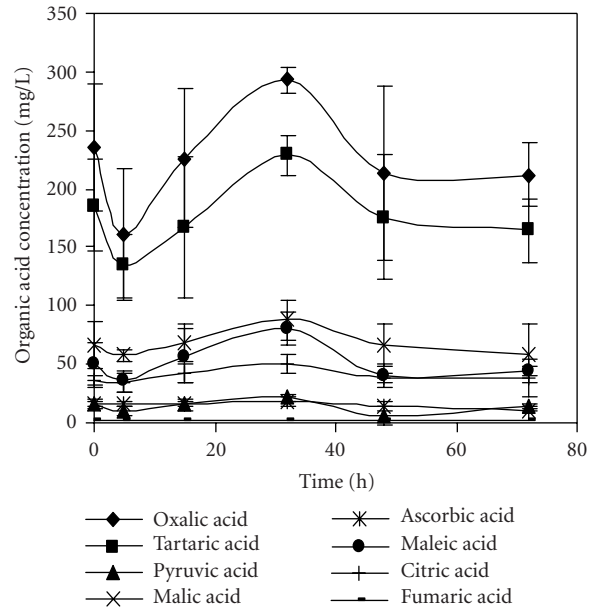 Organic acid concentration (mg/L)
350
300
250
200
150
100
50
0
0 20 40 60 80
Time (h)
Oxalic acid Ascorbic acid
Tartaric acid Maleic acid
Pyruvic acid Citric acid
Malic acid Fumaric acid